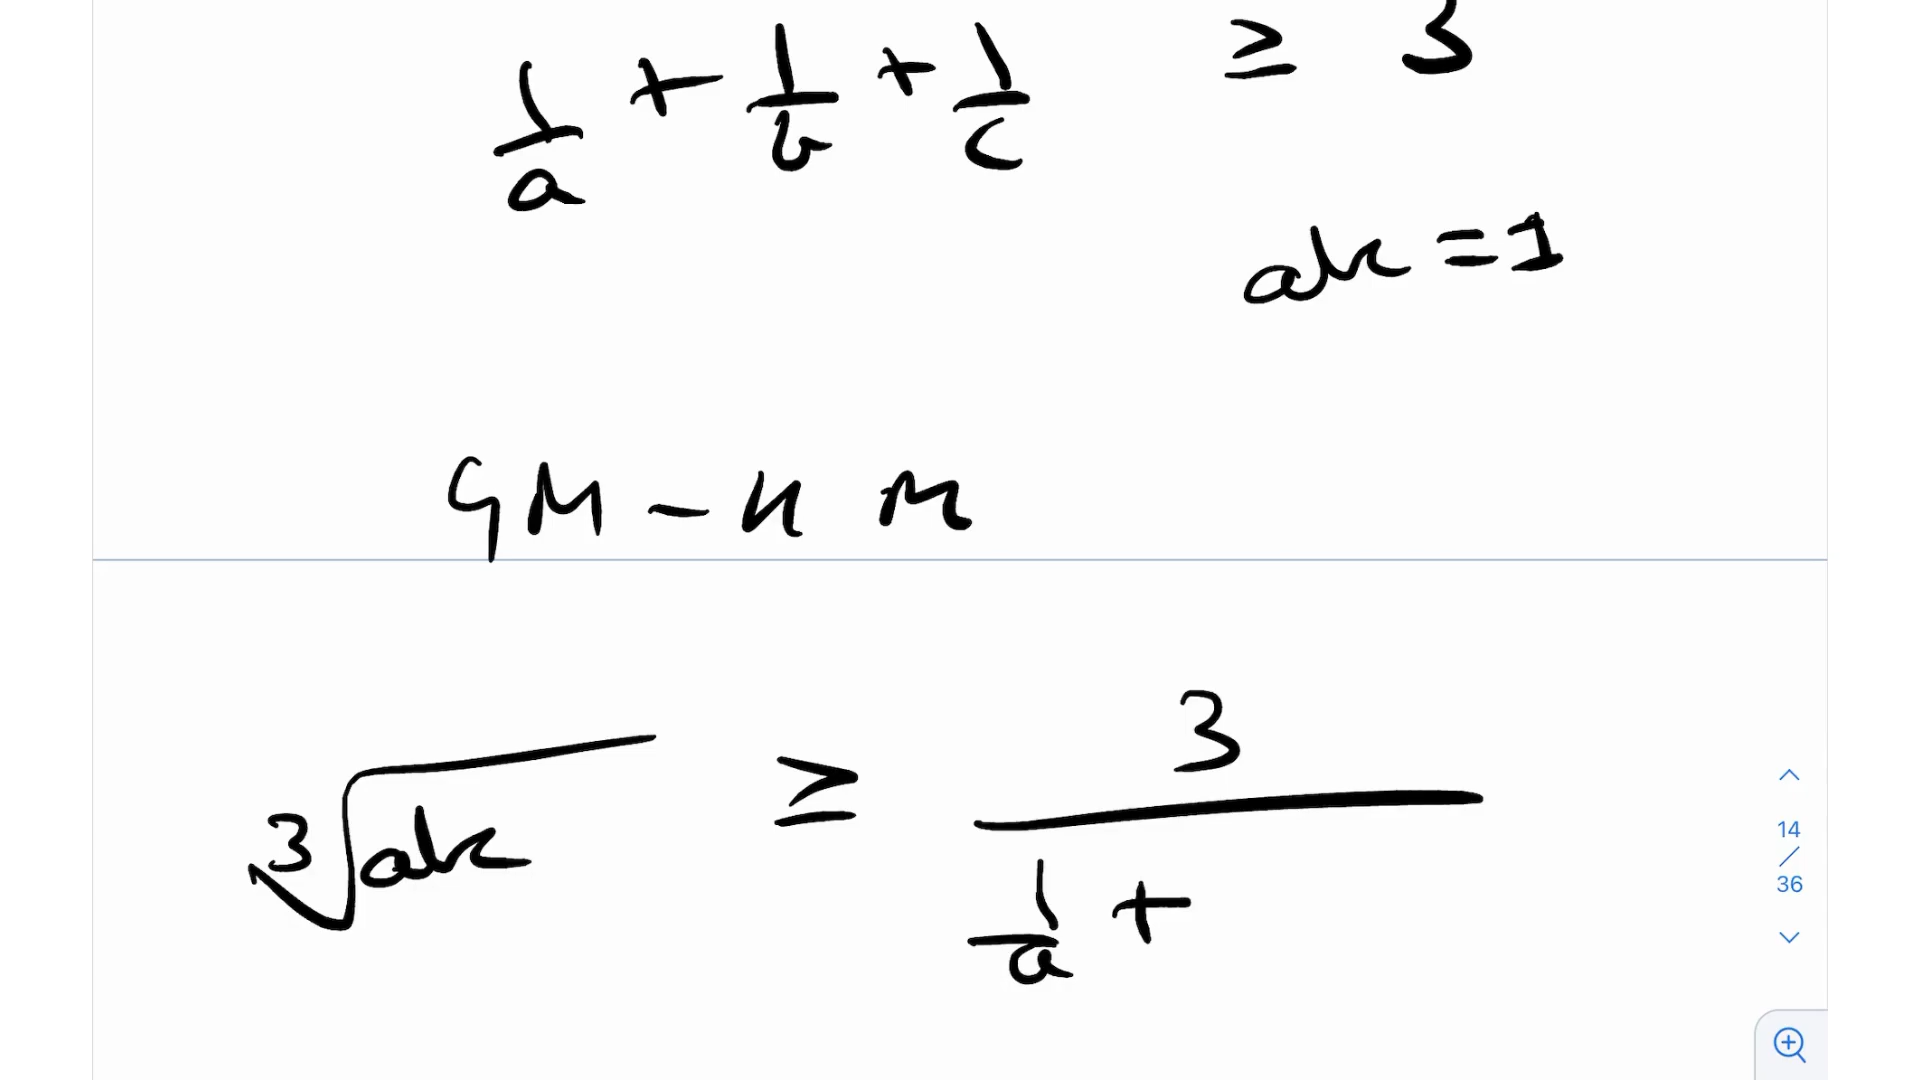 1/a + 1/b + 1/c ≥ 3
abc = 1
GM - HM
∛abc ≥ 3/(1/a +
14 / 36